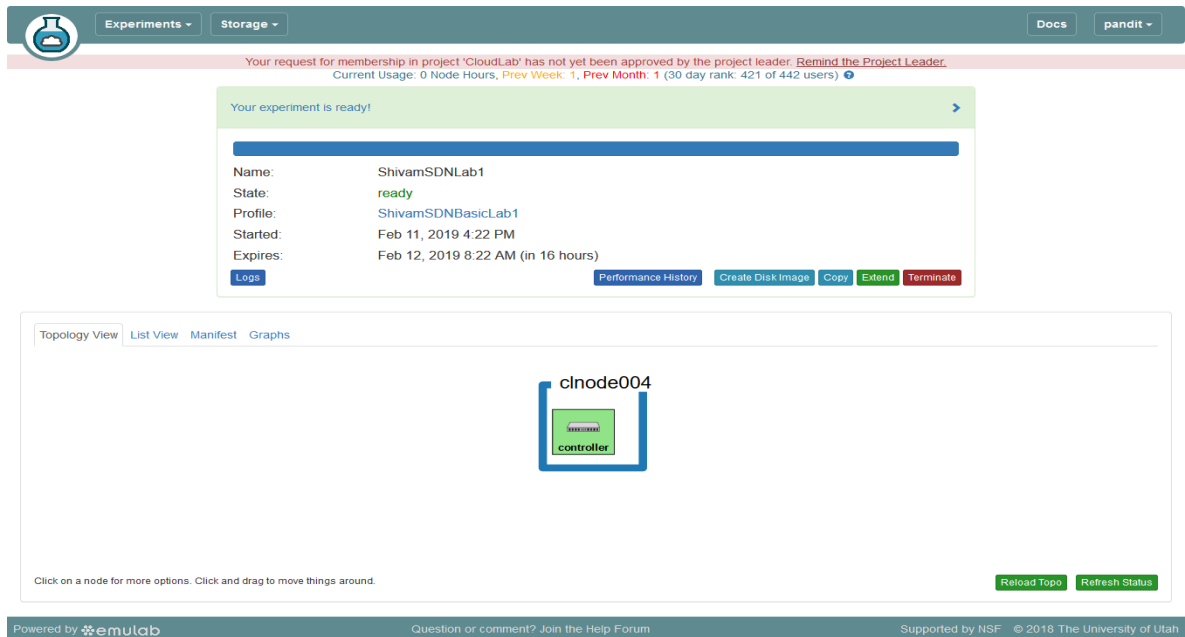 Experiments Storage Docs pandit
Your request for membership in project 'CloudLab' has not yet been approved by the project leader. Remind the Project Leader.
Current Usage: 0 Node Hours, Prev Week: 1, Prev Month: 1 (30 day rank: 421 of 442 users) ?
Your experiment is ready!
Name: ShivamSDNLab1
State: ready
Profile: ShivamSDNBasicLab1
Started: Feb 11, 2019 4:22 PM
Expires: Feb 12, 2019 8:22 AM (in 16 hours)
Logs Performance History Create Disk Image Copy Extend Terminate
Topology View List View Manifest Graphs
clnode004
controller
Click on a node for more options. Click and drag to move things around. Reload Topo Refresh Status
Powered by emulab Question or comment? Join the Help Forum Supported by NSF © 2018 The University of Utah